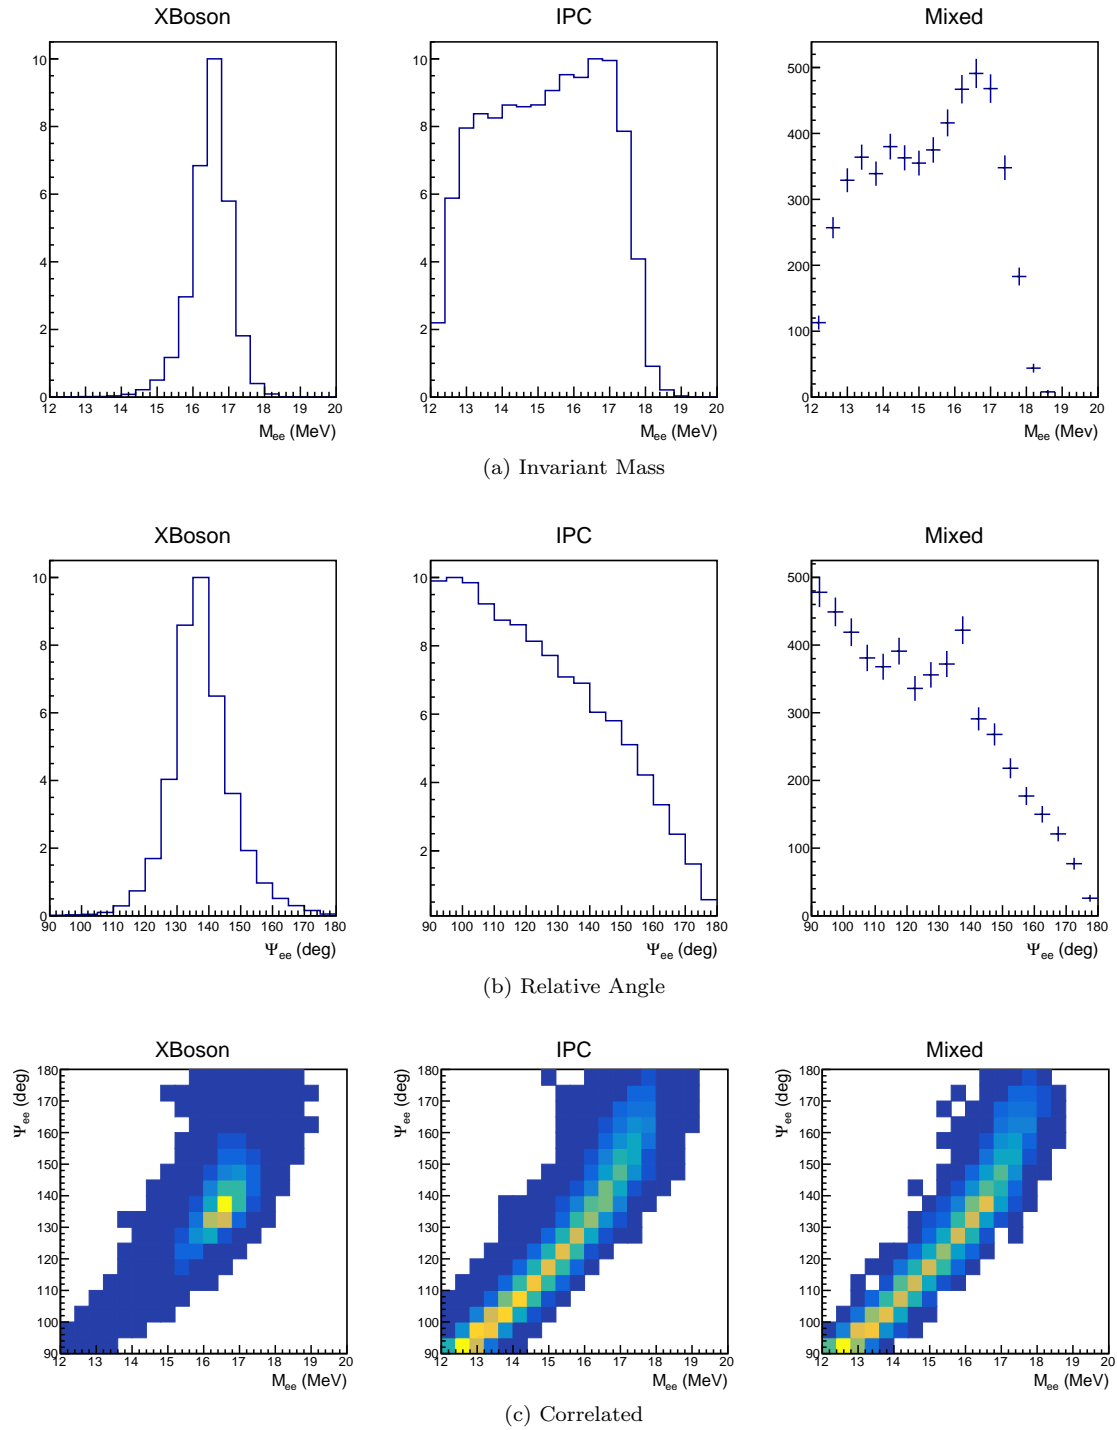 XBoson IPC Mixed
10 10 500
8 8 400
6 6 300
4 4 200
2 2 100
0 0 0
12 13 14 15 16 17 18 19 20 12 13 14 15 16 17 18 19 20 12 13 14 15 16 17 18 19 20
Mee (MeV) Mee (MeV) Mee (Mev)
(a) Invariant Mass
XBoson IPC Mixed
10 10 500
8 8 400
6 6 300
4 4 200
2 2 100
0 0
90 100 110 120 130 140 150 160 170 180 90 100 110 120 130 140 150 160 170 180 90 100 110 120 130 140 150 160 170 180
Ψee (deg) Ψee (deg) Ψee (deg)
(b) Relative Angle
XBoson IPC Mixed
Ψee (deg) Ψee (deg) Ψee (deg)
180 180 180
170 170 170
160 160 160
150 150 150
140 140 140
130 130 130
120 120 120
110 110 110
100 100 100
90 90 90
12 13 14 15 16 17 18 19 20 12 13 14 15 16 17 18 19 20 12 13 14 15 16 17 18 19 20
Mee (MeV) Mee (MeV) Mee (MeV)
(c) Correlated